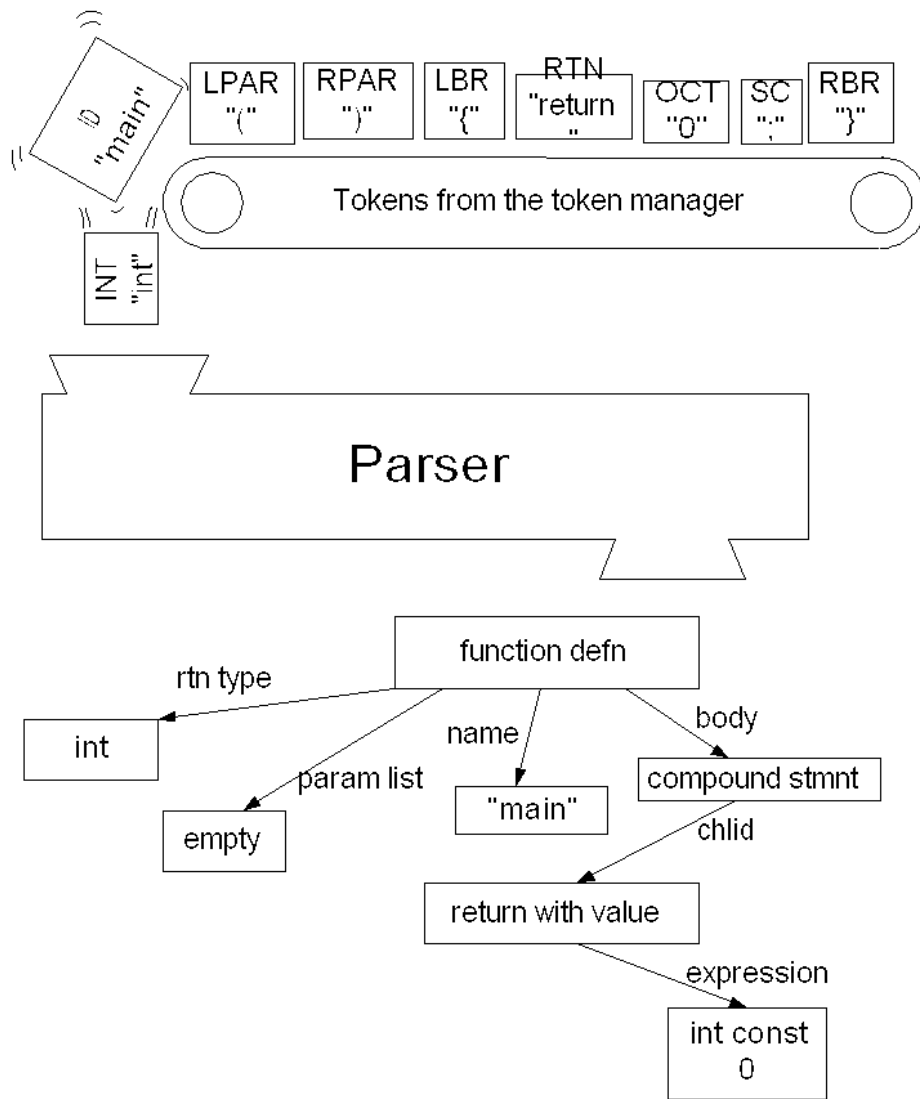 ID
"main"
LPAR
"("
RPAR
")"
LBR
"{"
RTN
"return
"
OCT
"0"
SC
";"
RBR
"}"
Tokens from the token manager
INT
"int"
Parser
function defn
rtn type
int
param list
empty
name
"main"
body
compound stmnt
chlid
return with value
expression
int const
0